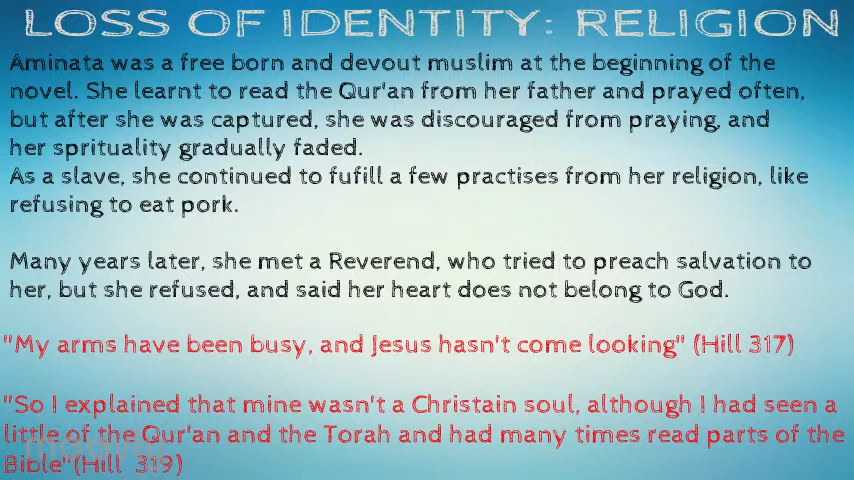 LOSS OF IDENTITY: RELIGION
Aminata was a free born and devout muslim at the beginning of the
novel. She learnt to read the Qur'an from her father and prayed often,
but after she was captured, she was discouraged from praying, and
her sprituality gradually faded.
As a slave, she continued to fufill a few practises from her religion, like
refusing to eat pork.
Many years later, she met a Reverend, who tried to preach salvation to
her, but she refused, and said her heart does not belong to God.
"My arms have been busy, and Jesus hasn't come looking" (Hill 317)
"So I explained that mine wasn't a Christain soul, although I had seen a
little of the Qur'an and the Torah and had many times read parts of the
Bible"(Hill 319)